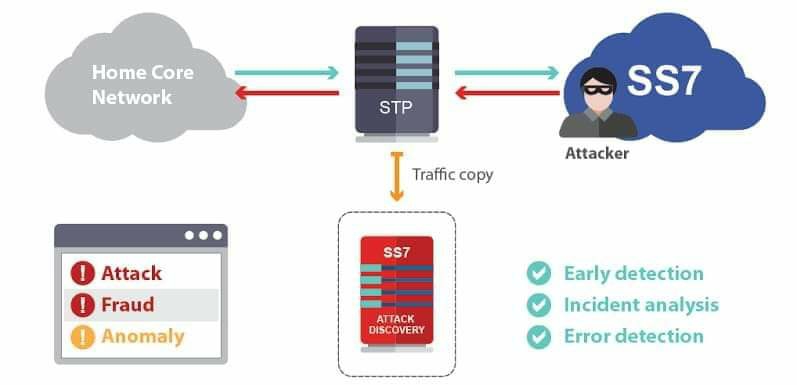 Home Core
Network
STP
SS7
Attacker
Traffic copy
Attack
Fraud
Anomaly
SS7
ATTACK
DISCOVERY
Early detection
Incident analysis
Error detection